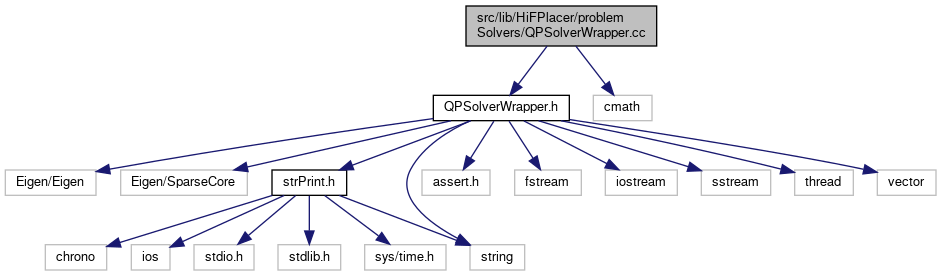 src/lib/HiFPlacer/problem
Solvers/QPSolverWrapper.cc
QPSolverWrapper.h
cmath
Eigen/Eigen
Eigen/SparseCore
strPrint.h
assert.h
fstream
iostream
sstream
thread
vector
chrono
ios
stdio.h
stdlib.h
sys/time.h
string